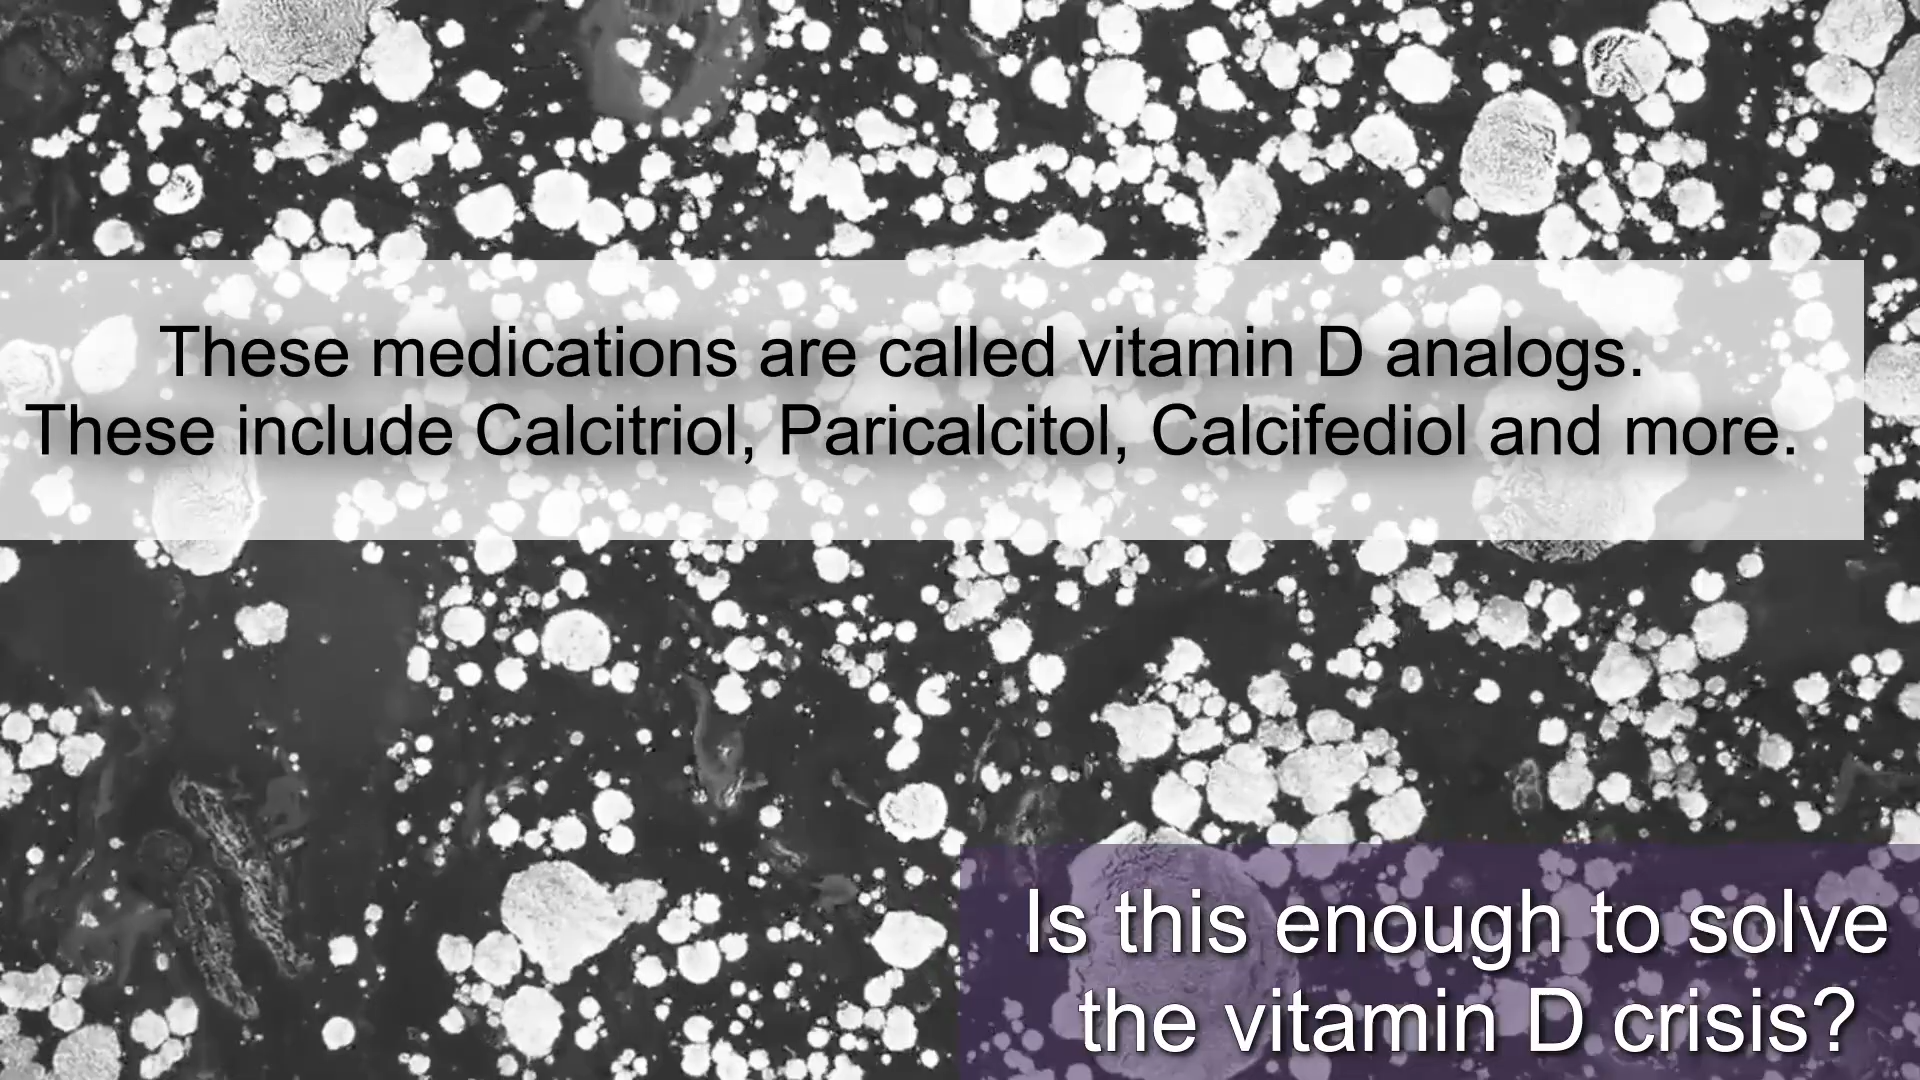 These medications are called vitamin D analogs.
These include Calcitriol, Paricalcitol, Calcifediol and more.
Is this enough to solve
the vitamin D crisis?